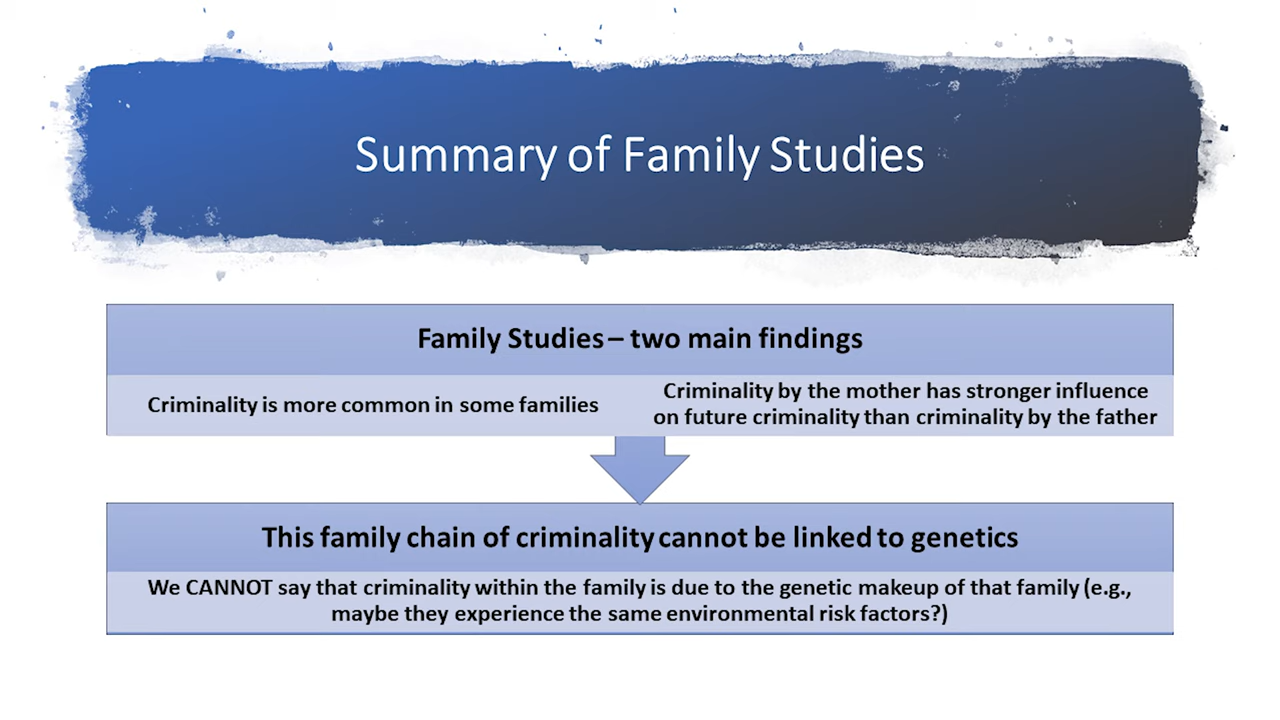 Summary of Family Studies
Family Studies – two main findings
Criminality is more common in some families
Criminality by the mother has stronger influence
on future criminality than criminality by the father
This family chain of criminality cannot be linked to genetics
We CANNOT say that criminality within the family is due to the genetic makeup of that family (e.g.,
maybe they experience the same environmental risk factors?)